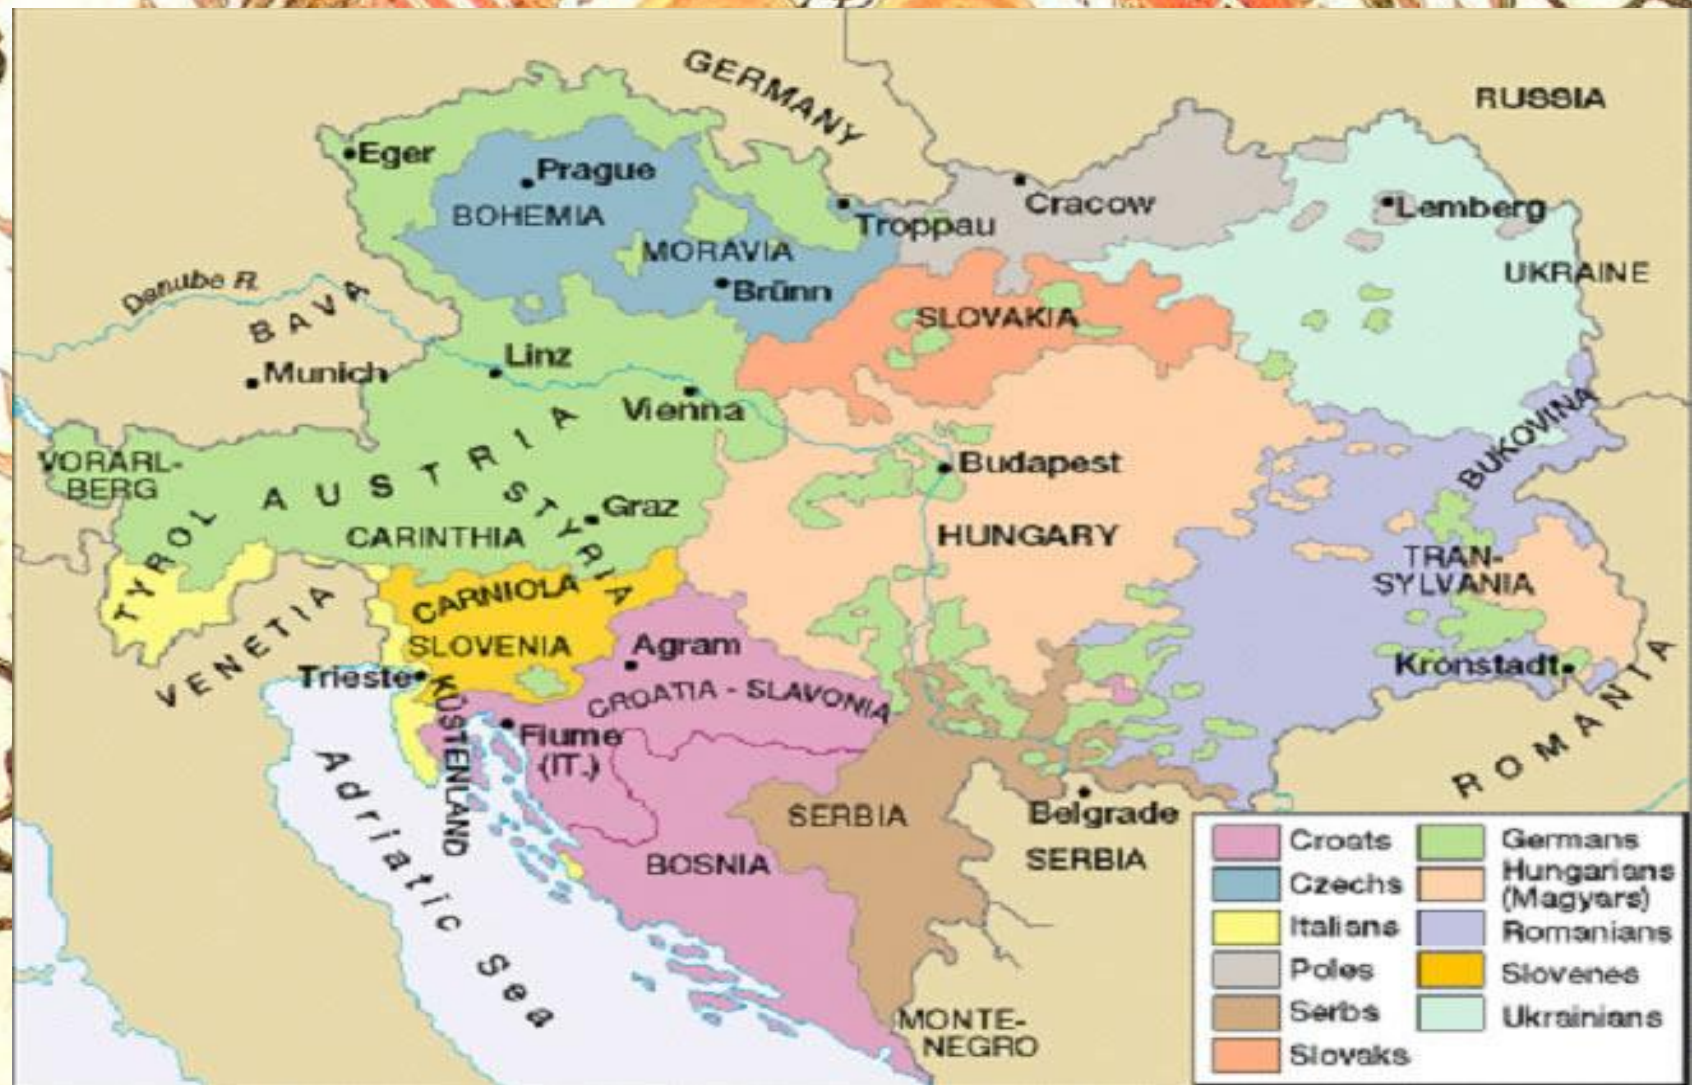 GERMANY
RUSSIA
Eger
Prague
BOHEMIA
MORAVIA
Brünn
Troppau
Cracow
Lemberg
UKRAINE
Danube R.
BAVA
Munich
Linz
Vienna
SLOVAKIA
VORARL-
BERG
TYROL
AUSTRIA
STYRIA
Graz
CARINTHIA
Budapest
HUNGARY
BUKOVINA
TRAN-
SYLVANIA
Kronstadt
ROMANIA
VENETIA
CARNIOLA
SLOVENIA
Trieste
KÜSTENLAND
Agram
CROATIA - SLAVONIA
Fiume
(IT.)
Adriatic Sea
BOSNIA
SERBIA
Belgrade
SERBIA
MONTE-
NEGRO
Croats
Czechs
Italians
Poles
Serbs
Slovaks
Germans
Hungarians
(Magyars)
Romanians
Slovenes
Ukrainians